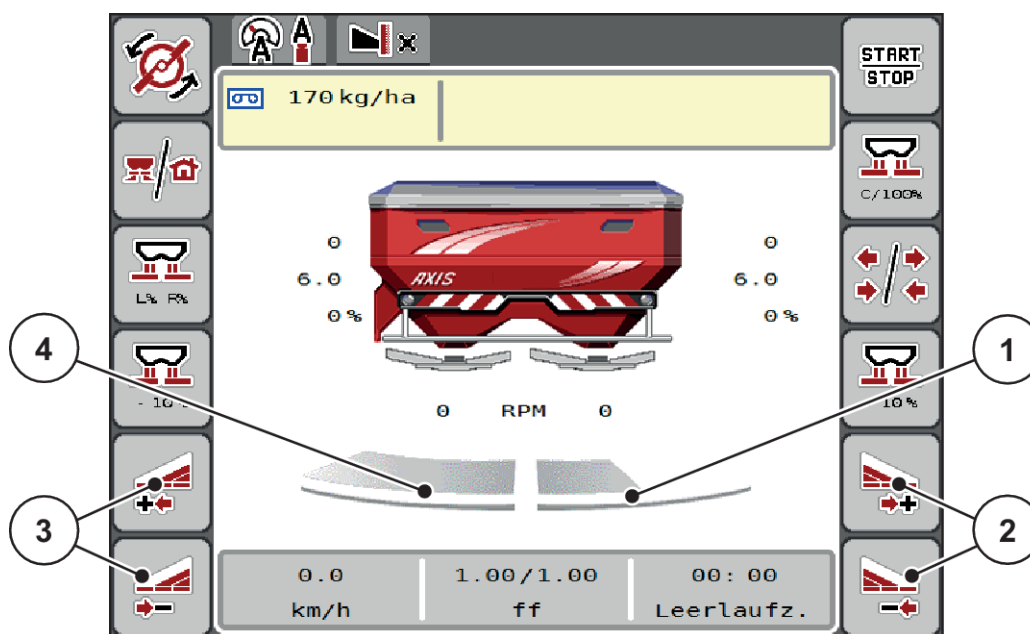 A A
START
STOP
170 kg/ha
C/100%
0 0
6.0 AXIS 6.0
0% 0%
L% R%
4 1
- 10%
10%
0 RPM 0
3 2
0.0 1.00/1.00 00:00
km/h ff Leerlaufz.